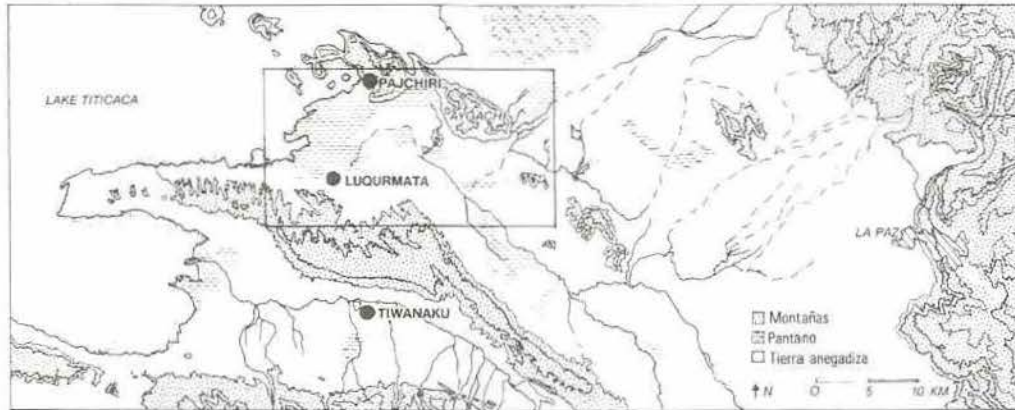 LAKE TITICACA
PAJCHIRI
LUQURMATA
LA PAZ
TIWANAKU
Montañas
Pantano
Tierra anegadiza
N 0 5 10 KM